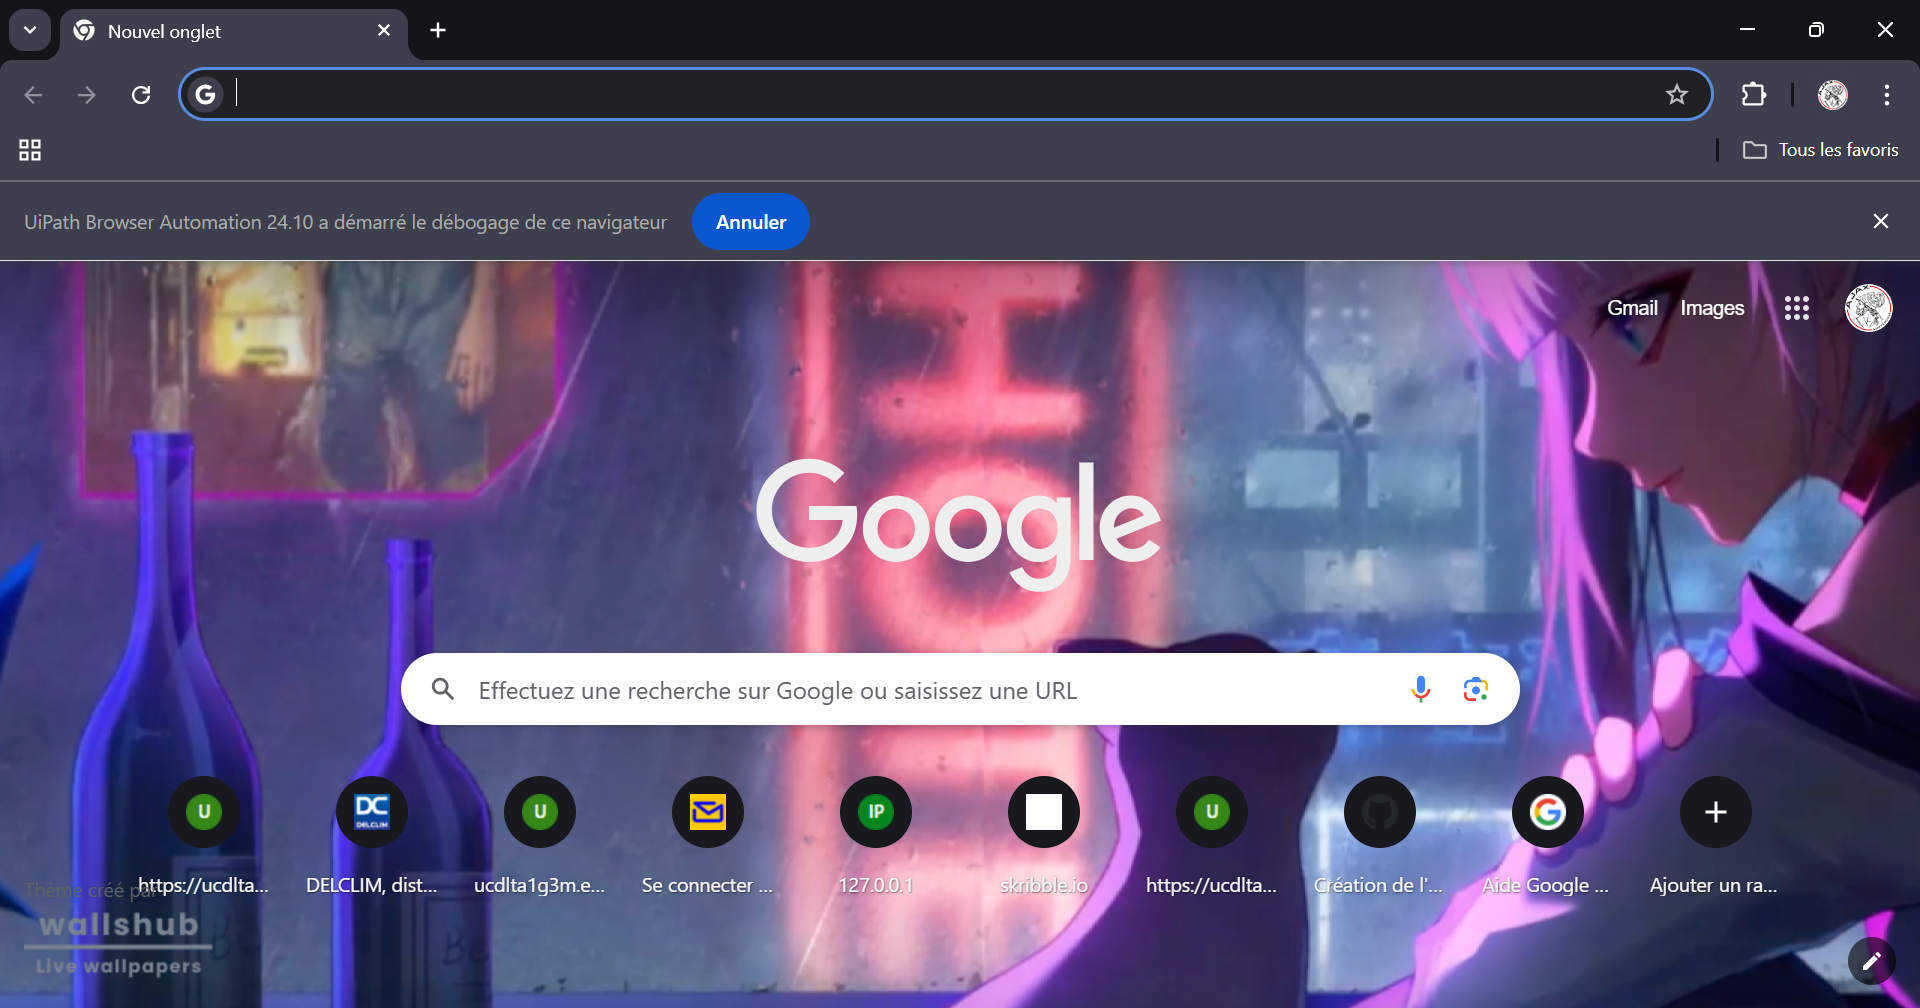 Nouvel onglet
Tous les favoris
UiPath Browser Automation 24.10 a démarré le débogage de ce navigateur
Annuler
Gmail
Images
HOTEL
Google
Effectuez une recherche sur Google ou saisissez une URL
U
DC
DELCLIM
U
IP
U
https://ucdlta...
DELCLIM, dist...
ucdlta1g3m.e...
Se connecter ...
127.0.0.1
skribble.io
https://ucdlta...
Création de l'...
Aide Google ...
Ajouter un ra...
Thème créé par
wallshub
Live wallpapers